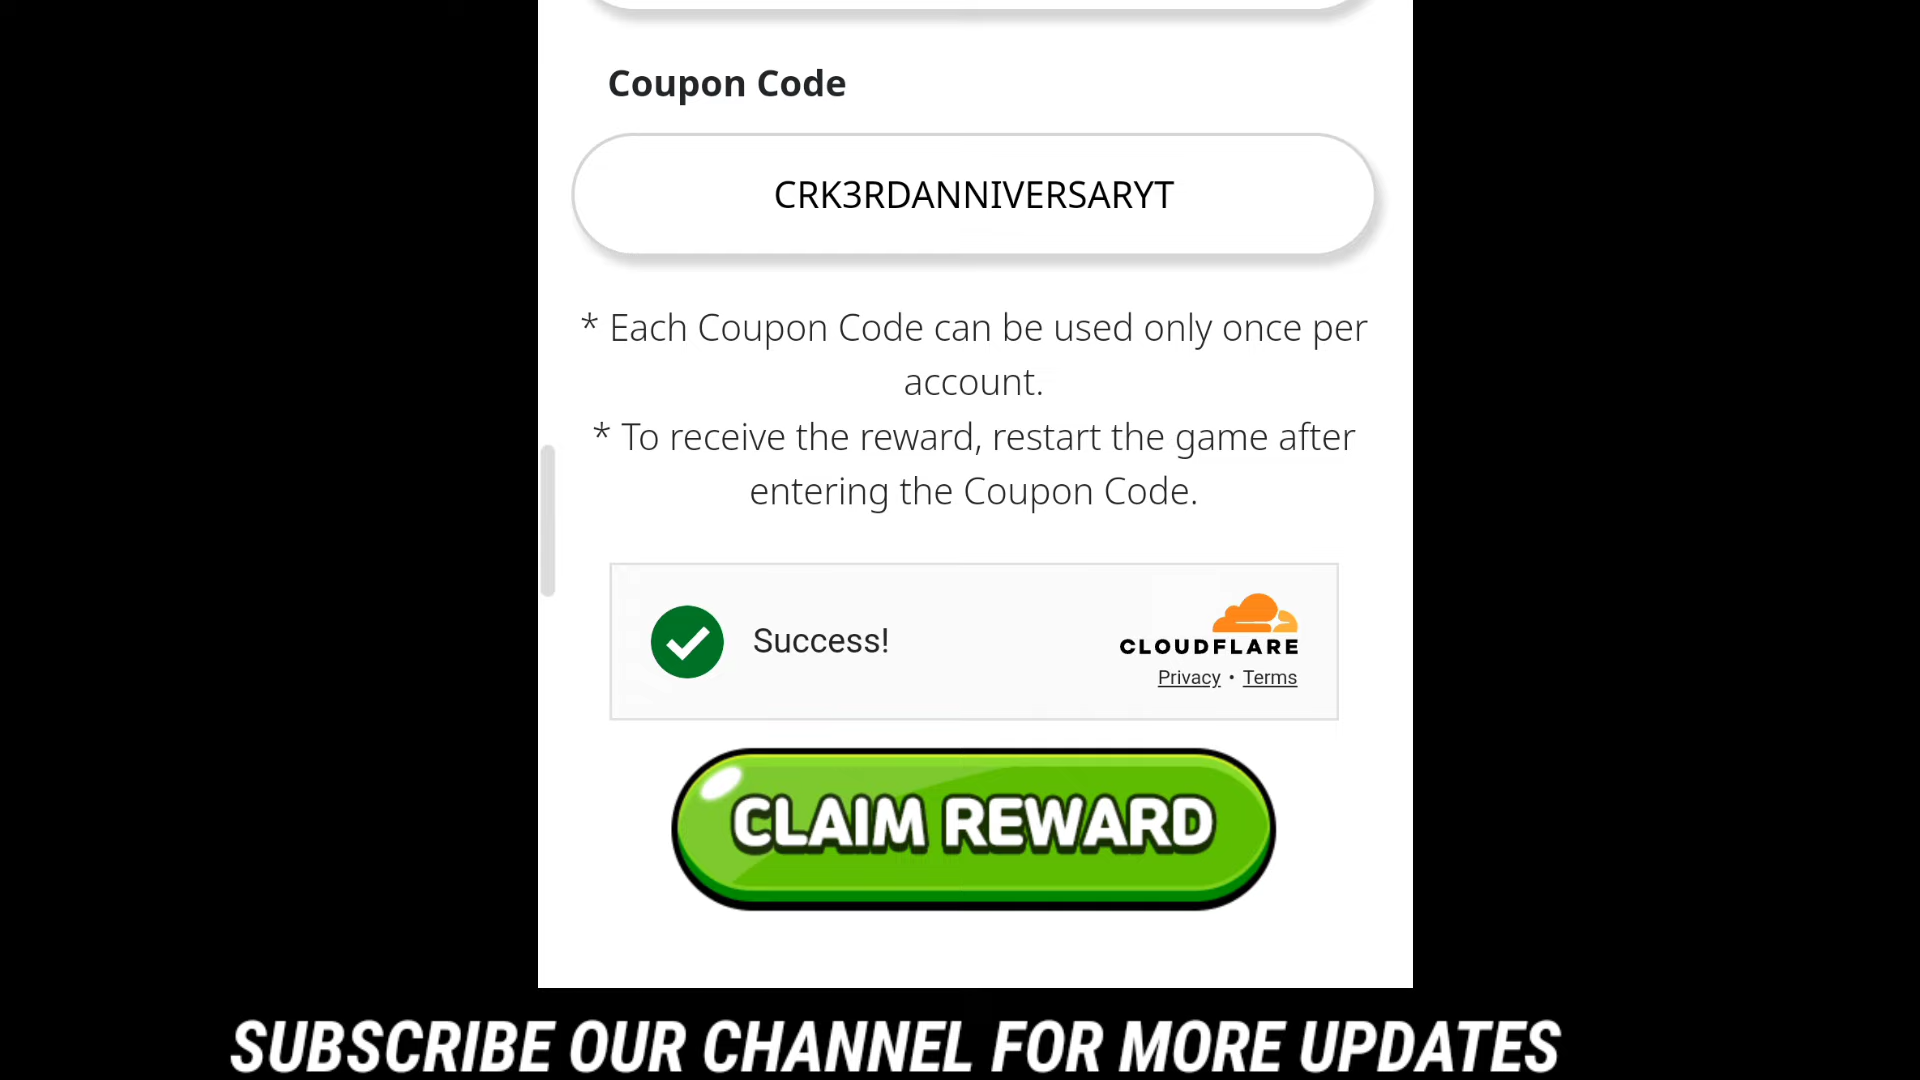 Coupon Code
CRK3RDANNIVERSARYT
* Each Coupon Code can be used only once per
account.
* To receive the reward, restart the game after
entering the Coupon Code.
Success!
CLOUDFLARE
Privacy • Terms
CLAIM REWARD
SUBSCRIBE OUR CHANNEL FOR MORE UPDATES